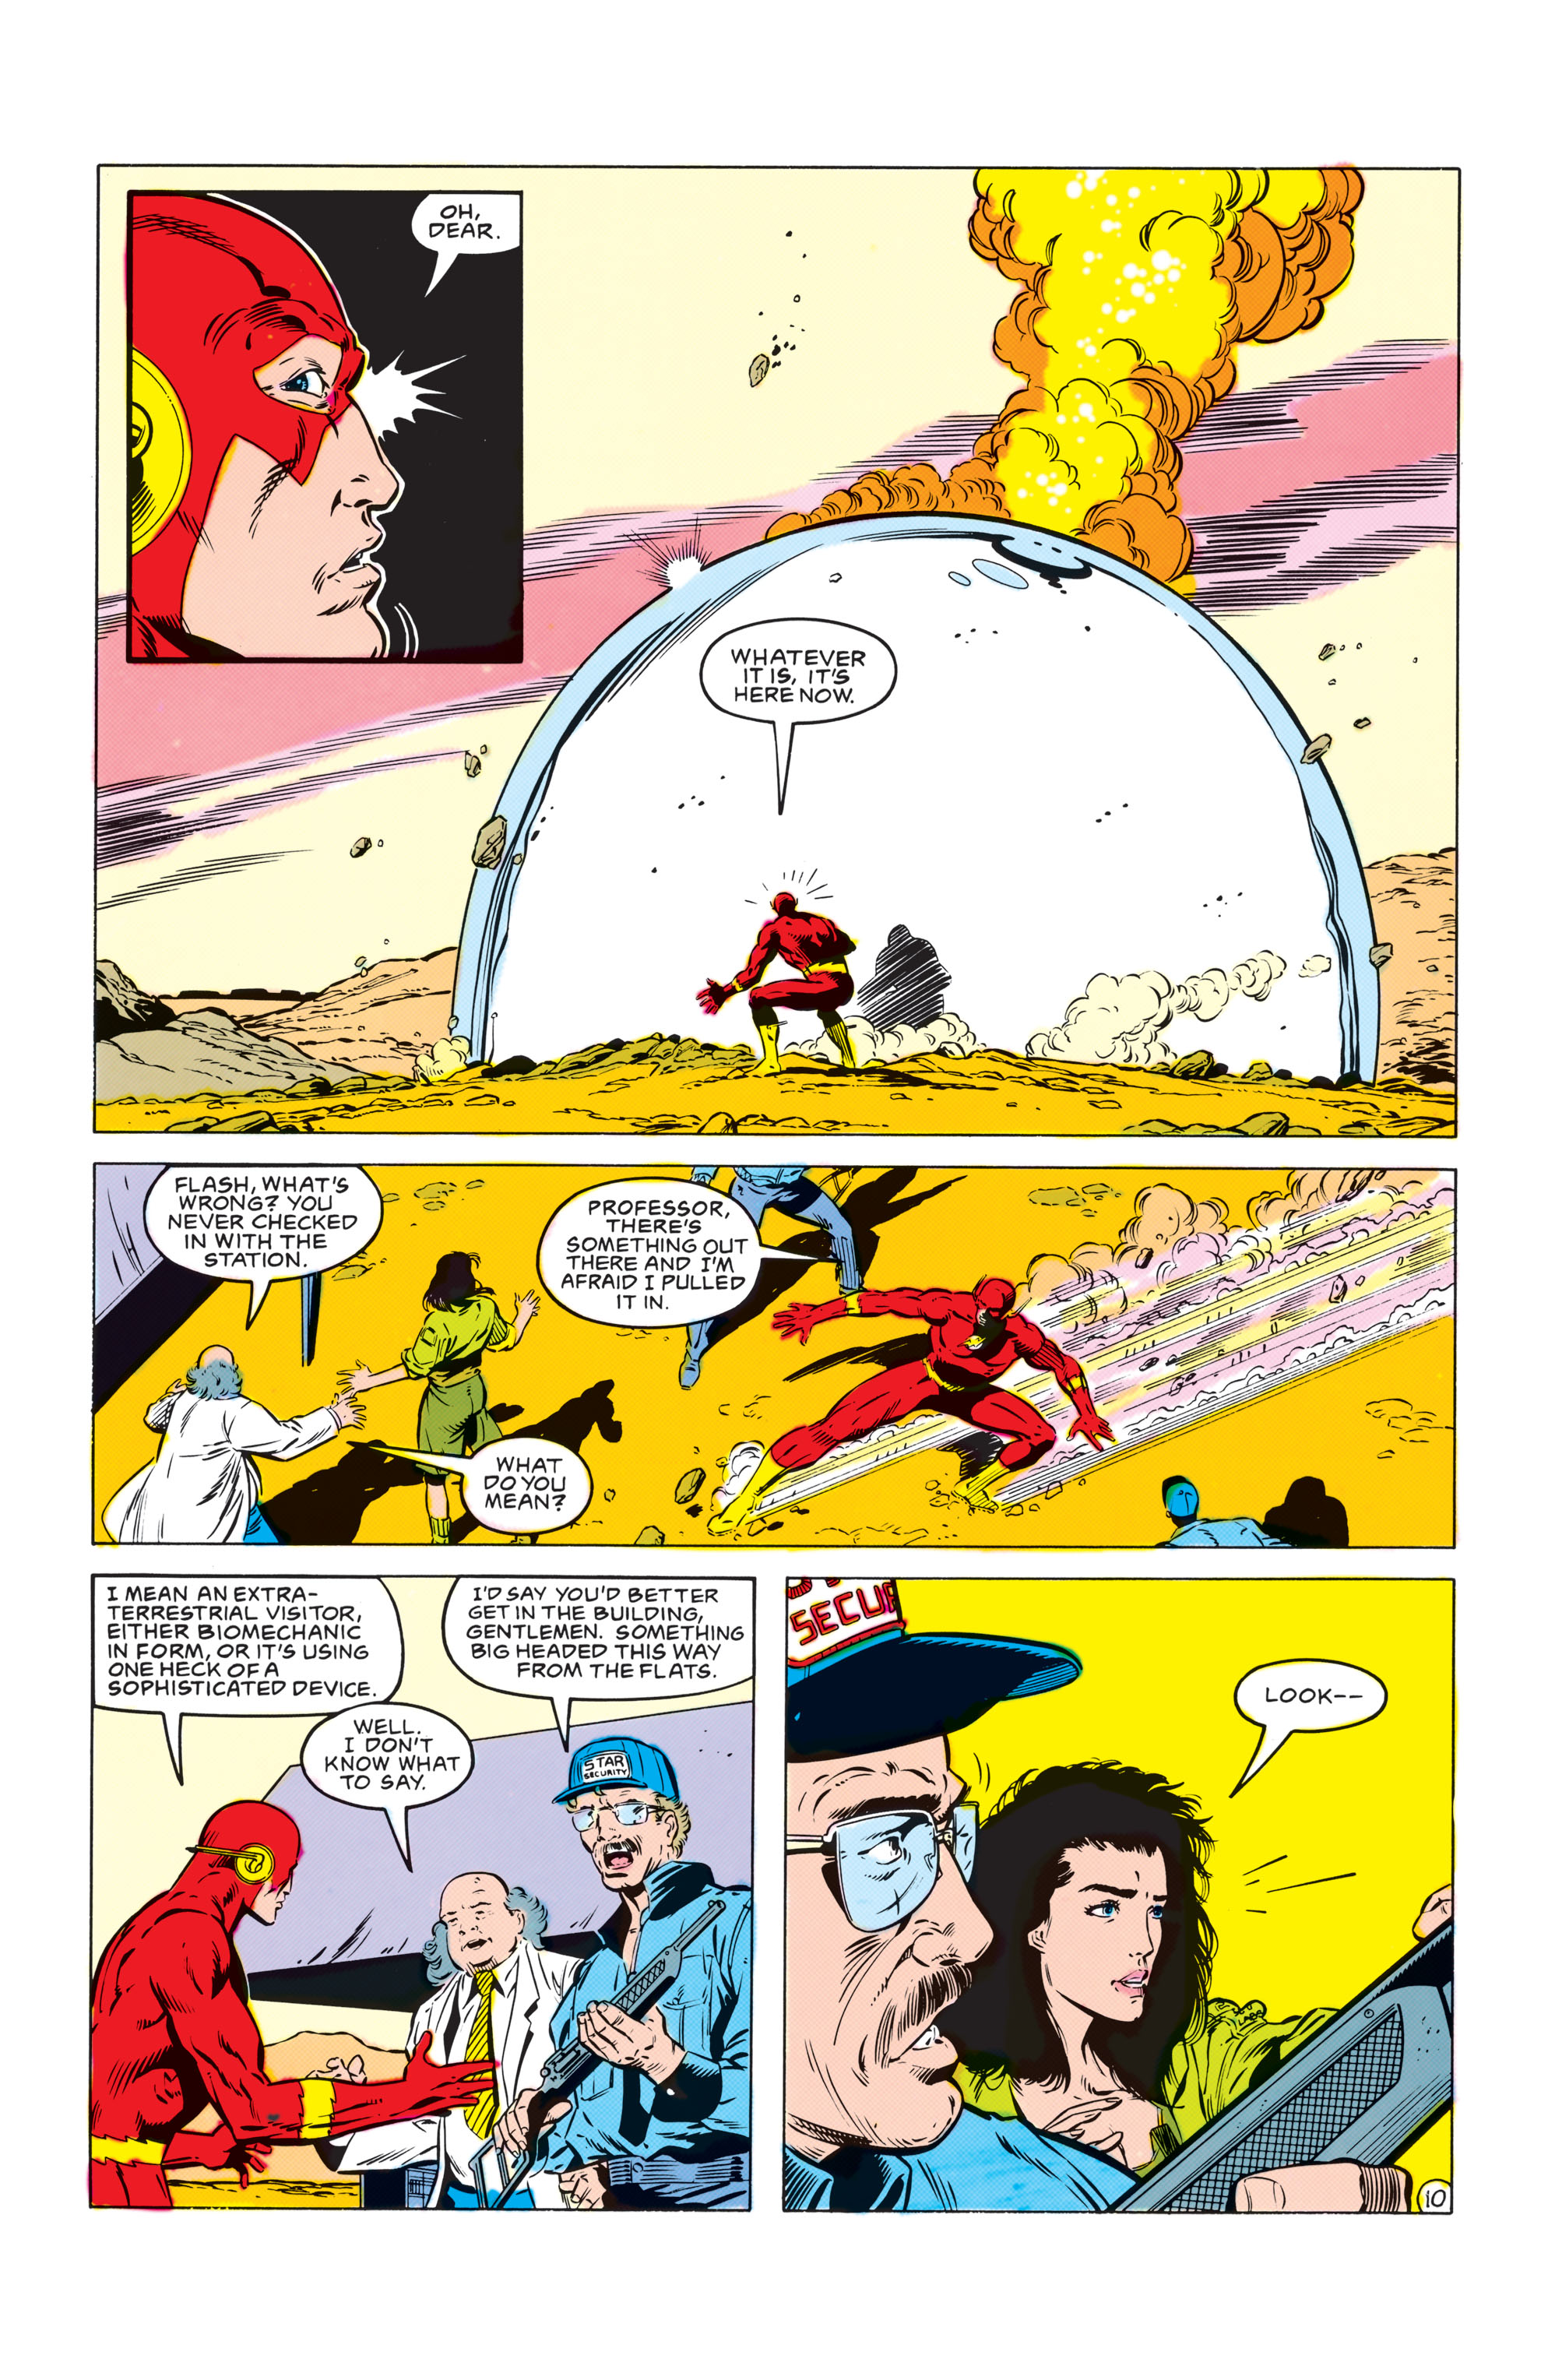 OH,
DEAR.
WHATEVER
IT IS, IT'S
HERE NOW.
FLASH, WHAT'S
WRONG? YOU
NEVER CHECKED
IN WITH THE
STATION.
PROFESSOR,
THERE'S
SOMETHING OUT
THERE AND I'M
AFRAID I PULLED
IT IN.
WHAT
DO YOU
MEAN?
I MEAN AN EXTRA-
TERRESTRIAL VISITOR,
EITHER BIOMECHANIC
IN FORM, OR IT'S USING
ONE HECK OF A
SOPHISTICATED DEVICE.
WELL.
I DON'T
KNOW WHAT
TO SAY.
I'D SAY YOU'D BETTER
GET IN THE BUILDING,
GENTLEMEN. SOMETHING
BIG HEADED THIS WAY
FROM THE FLATS.
STAR
SECURITY
SECUR
LOOK--
10